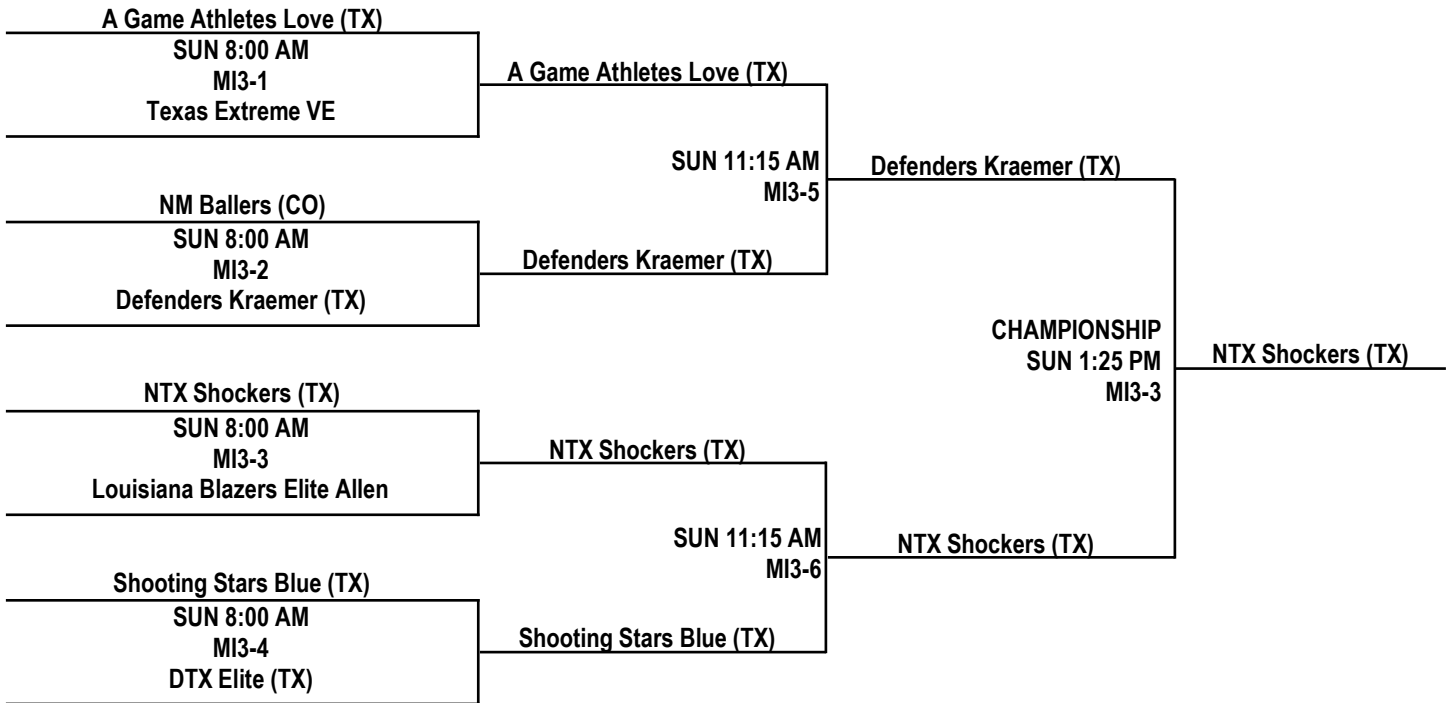 A Game Athletes Love (TX)
SUN 8:00 AM
MI3-1
Texas Extreme VE
NM Ballers (CO)
SUN 8:00 AM
MI3-2
Defenders Kraemer (TX)
NTX Shockers (TX)
SUN 8:00 AM
MI3-3
Louisiana Blazers Elite Allen
Shooting Stars Blue (TX)
SUN 8:00 AM
MI3-4
DTX Elite (TX)
A Game Athletes Love (TX)
SUN 11:15 AM
MI3-5
Defenders Kraemer (TX)
NTX Shockers (TX)
SUN 11:15 AM
MI3-6
Shooting Stars Blue (TX)
Defenders Kraemer (TX)
CHAMPIONSHIP
SUN 1:25 PM
MI3-3
NTX Shockers (TX)
NTX Shockers (TX)